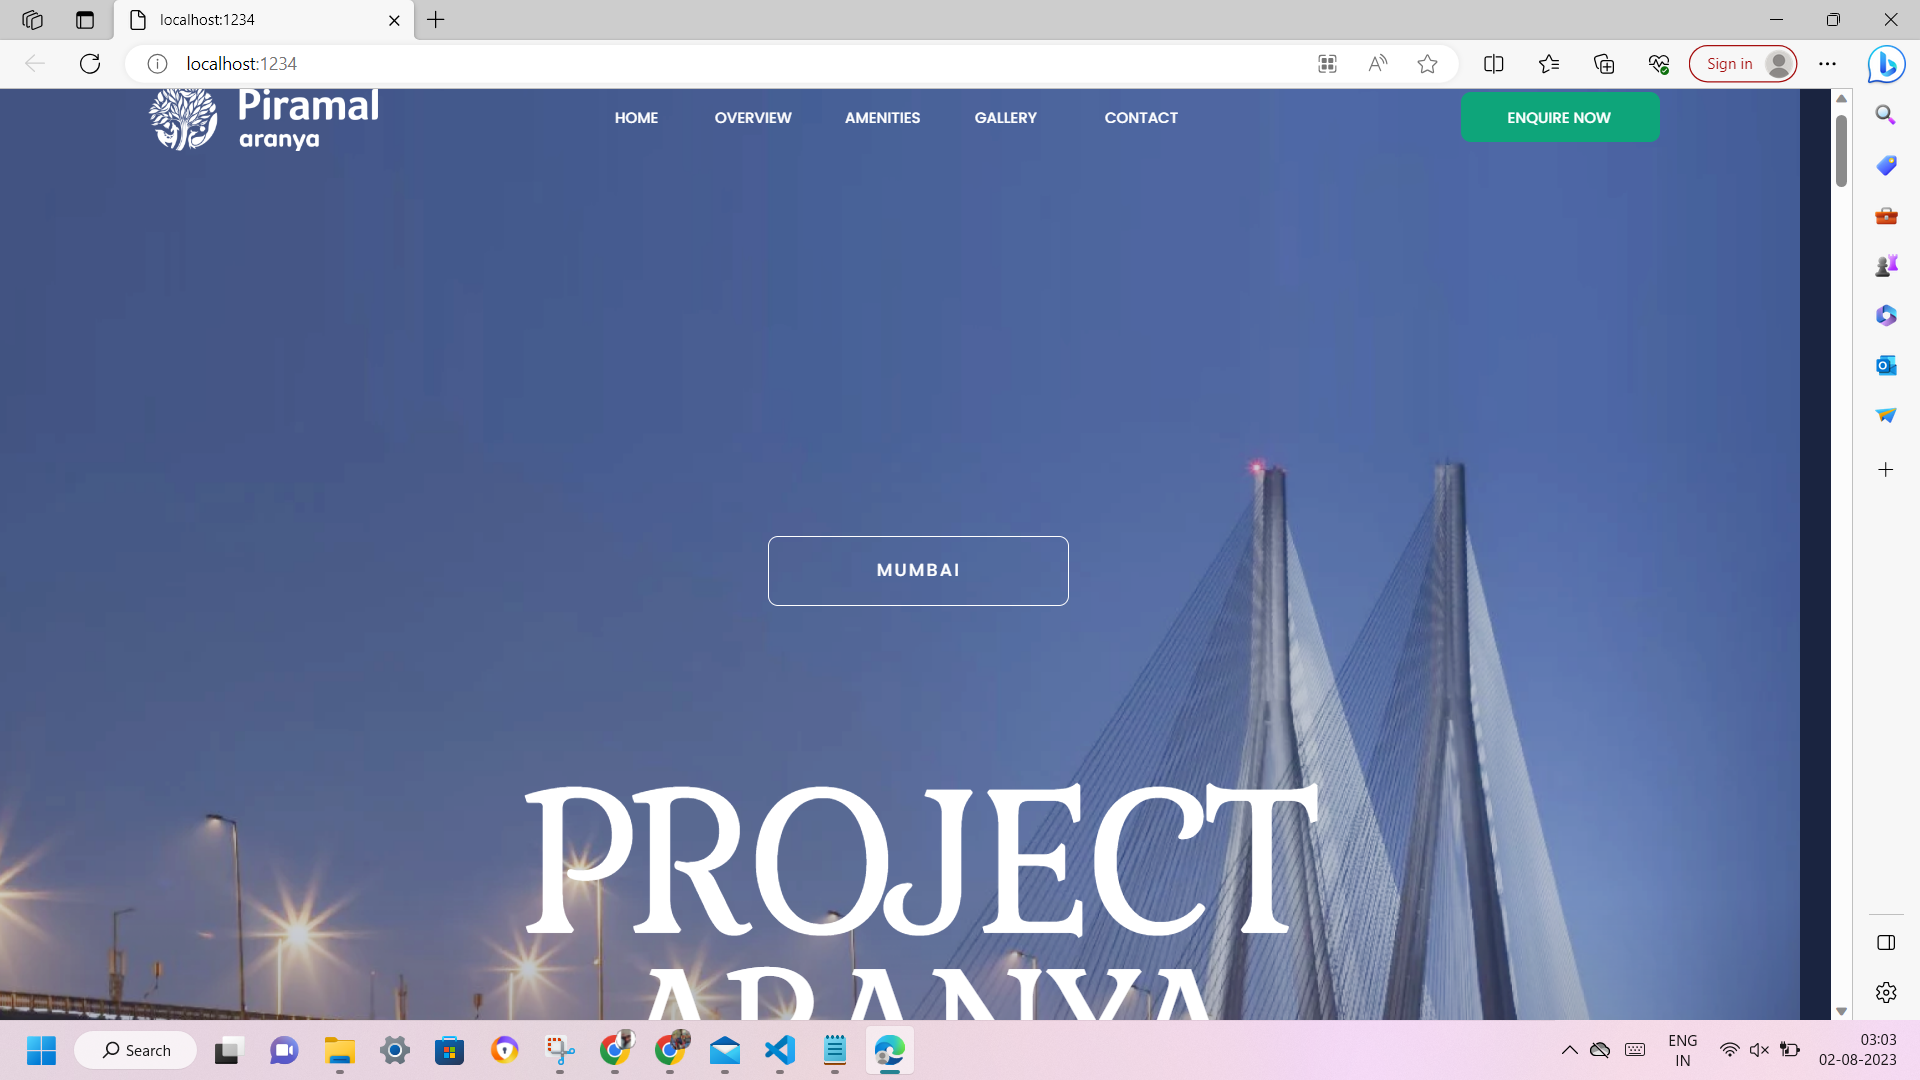 localhost:1234
localhost:1234
Sign in
Piramal
aranya
HOME
OVERVIEW
AMENITIES
GALLERY
CONTACT
ENQUIRE NOW
MUMBAI
PROJECT
ARANYA
Search
ENG
IN
03:03
02-08-2023